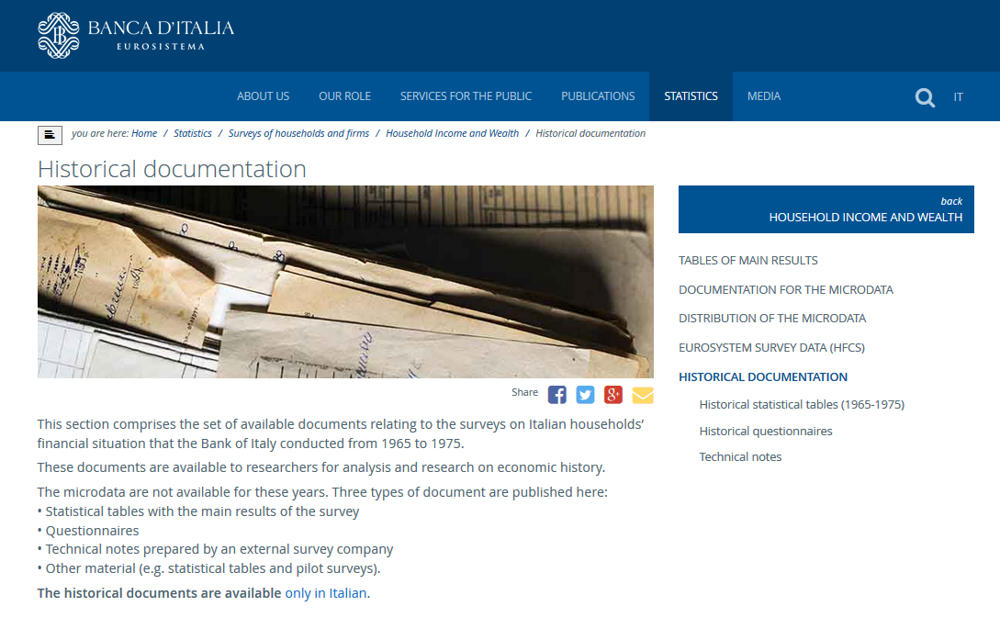 BANCA D'ITALIA
EUROSISTEMA
ABOUT US OUR ROLE SERVICES FOR THE PUBLIC PUBLICATIONS STATISTICS MEDIA IT
you are here: Home / Statistics / Surveys of households and firms / Household Income and Wealth / Historical documentation
Historical documentation
back
HOUSEHOLD INCOME AND WEALTH
TABLES OF MAIN RESULTS
DOCUMENTATION FOR THE MICRODATA
DISTRIBUTION OF THE MICRODATA
EUROSYSTEM SURVEY DATA (HFCS)
HISTORICAL DOCUMENTATION
Historical statistical tables (1965-1975)
Historical questionnaires
Technical notes
Share
This section comprises the set of available documents relating to the surveys on Italian households’
financial situation that the Bank of Italy conducted from 1965 to 1975.
These documents are available to researchers for analysis and research on economic history.
The microdata are not available for these years. Three types of document are published here:
• Statistical tables with the main results of the survey
• Questionnaires
• Technical notes prepared by an external survey company
• Other material (e.g. statistical tables and pilot surveys).
The historical documents are available only in Italian.